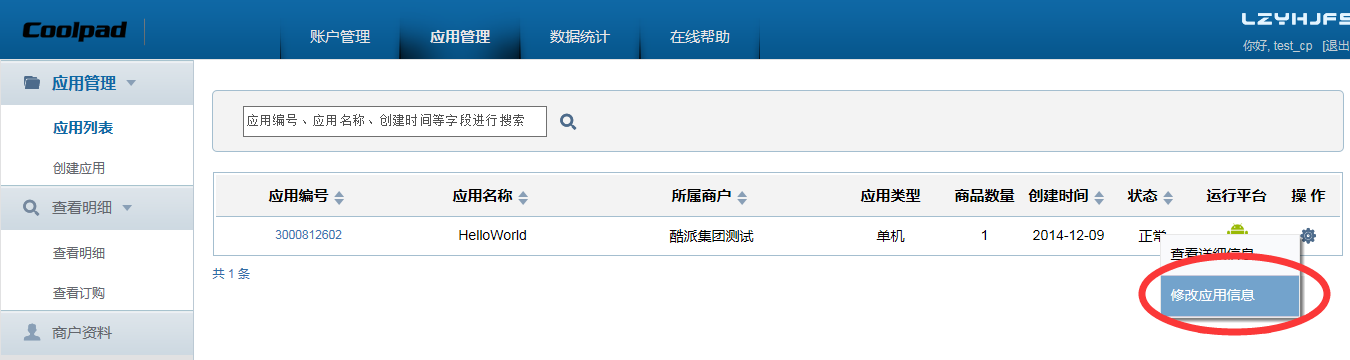 Coolpad
账户管理 应用管理 数据统计 在线帮助
LZYHJFS
你好, test_cp [退出
应用管理
应用列表
创建应用
查看明细
查看明细
查看订购
商户资料
应用编号、应用名称、创建时间等字段进行搜索
应用编号 应用名称 所属商户 应用类型 商品数量 创建时间 状态 运行平台 操 作
3000812602 HelloWorld 酷派集团测试 单机 1 2014-12-09 正常
查看详细信息
修改应用信息
共 1 条